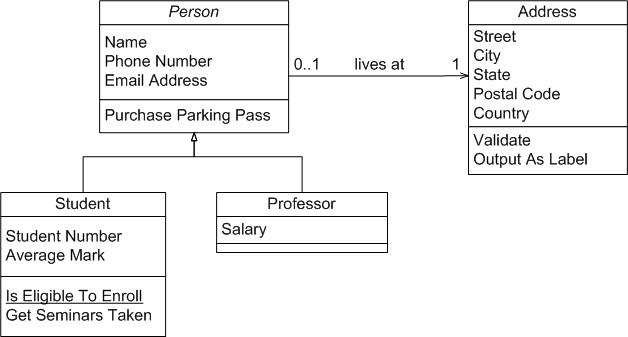 Person
Name
Phone Number
Email Address
Purchase Parking Pass
0..1 lives at 1
Address
Street
City
State
Postal Code
Country
Validate
Output As Label
Student
Student Number
Average Mark
Is Eligible To Enroll
Get Seminars Taken
Professor
Salary